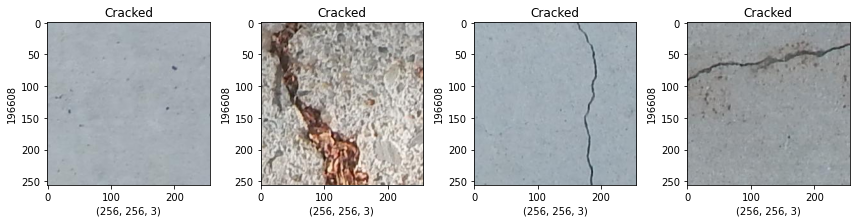 Cracked Cracked Cracked Cracked
0 0 0 0
50 50 50 50
100 100 100 100
150 150 150 150
200 200 200 200
250 250 250 250
196608 196608 196608 196608
0 100 200 0 100 200 0 100 200 0 100 200
(256, 256, 3) (256, 256, 3) (256, 256, 3) (256, 256, 3)